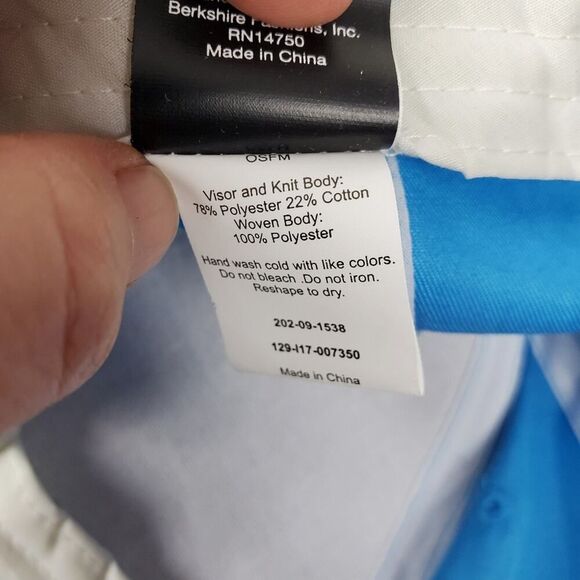 Berkshire Fashions, Inc.
RN14750
Made in China
OSFM
Visor and Knit Body:
78% Polyester 22% Cotton
Woven Body:
100% Polyester
Hand wash cold with like colors.
Do not bleach .Do not iron.
Reshape to dry.
202-09-1538
129-I17-007350
Made in China